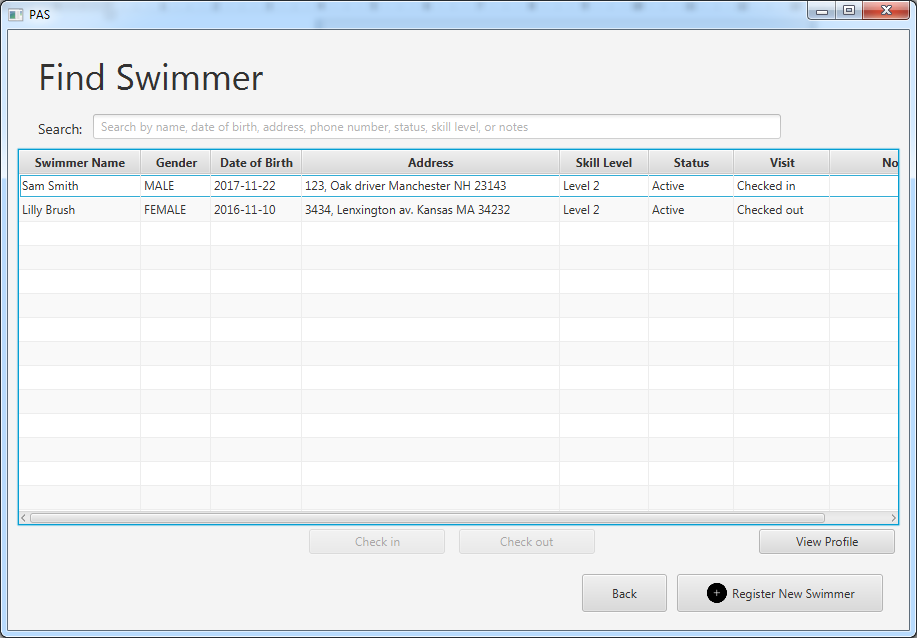 PAS
Find Swimmer
Search: Search by name, date of birth, address, phone number, status, skill level, or notes
Swimmer Name Gender Date of Birth Address Skill Level Status Visit No
Sam Smith MALE 2017-11-22 123, Oak driver Manchester NH 23143 Level 2 Active Checked in
Lilly Brush FEMALE 2016-11-10 3434, Lenxington av. Kansas MA 34232 Level 2 Active Checked out
Check in Check out View Profile
Back + Register New Swimmer